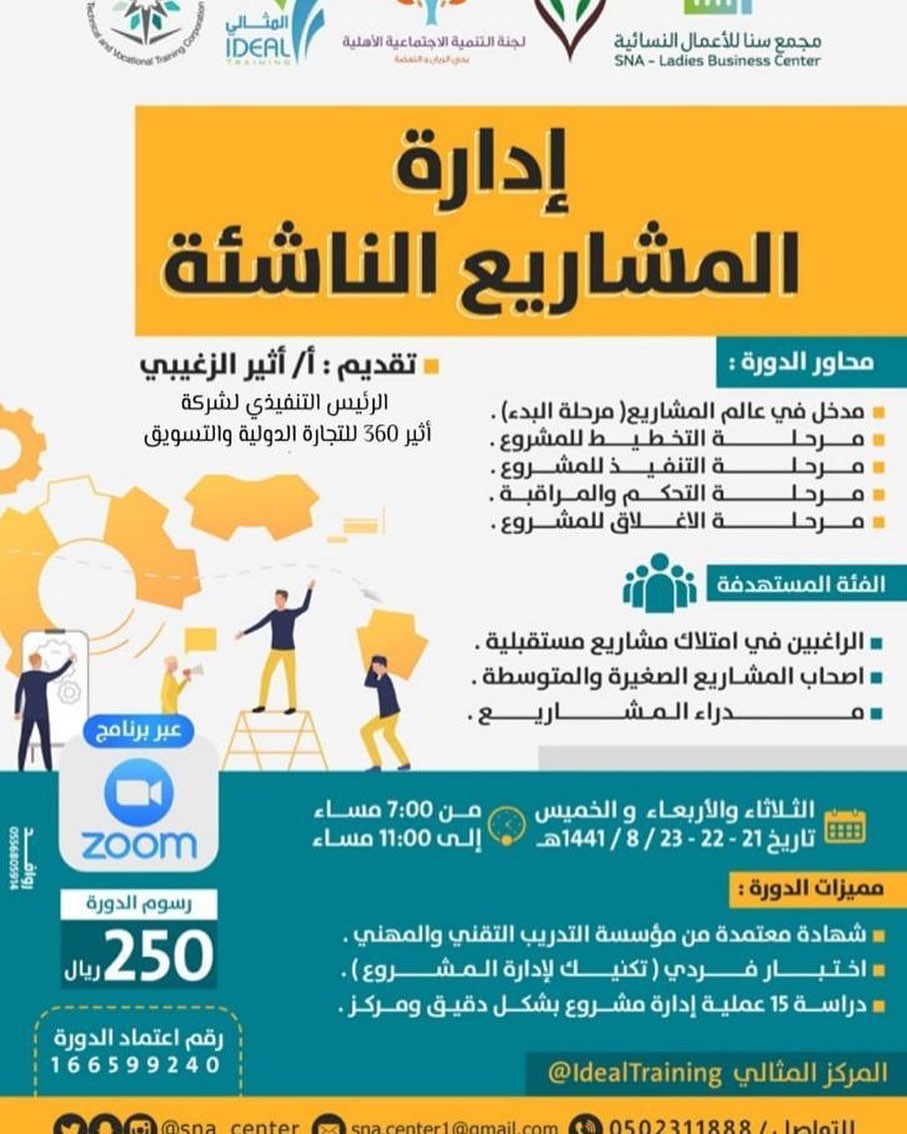 Technical and Vocational Training Corporation
المثالي
IDEAL
TRAINING
لجنة التنمية الاجتماعية الأهلية
بحي الريان والنهضة
مجمع سنا للأعمال النسائية
SNA - Ladies Business Center
إدارة
المشاريع الناشئة
تقديم : أ/ أثير الزغيبي
الرئيس التنفيذي لشركة
أثير 360 للتجارة الدولية والتسويق
محاور الدورة :
مدخل في عالم المشاريع( مرحلة البدء) .
مرحلة التخطيط للمشروع .
مرحلة التنفيذ للمشروع .
مرحلة التحكم والمراقبة .
مرحلة الاغلاق للمشروع .
الفئة المستهدفة
الراغبين في امتلاك مشاريع مستقبلية .
اصحاب المشاريع الصغيرة والمتوسطة .
مدراء المشاريع .
عبر برنامج
zoom
الثلاثاء والأربعاء و الخميس
تاريخ 21 - 22 - 23 / 8 / 1441هـ
من 7:00 مساء
إلى 11:00 مساء
روافد
0556805914
رسوم الدورة
250 ريال
مميزات الدورة :
شهادة معتمدة من مؤسسة التدريب التقني والمهني .
اختبار فردي ( تكنيك لإدارة المشروع ) .
دراسة 15 عملية إدارة مشروع بشكل دقيق ومركز .
رقم اعتماد الدورة
166599240
المركز المثالي @IdealTraining
للتواصل / 0502311888
sna.center1@gmail.com
@sna_center